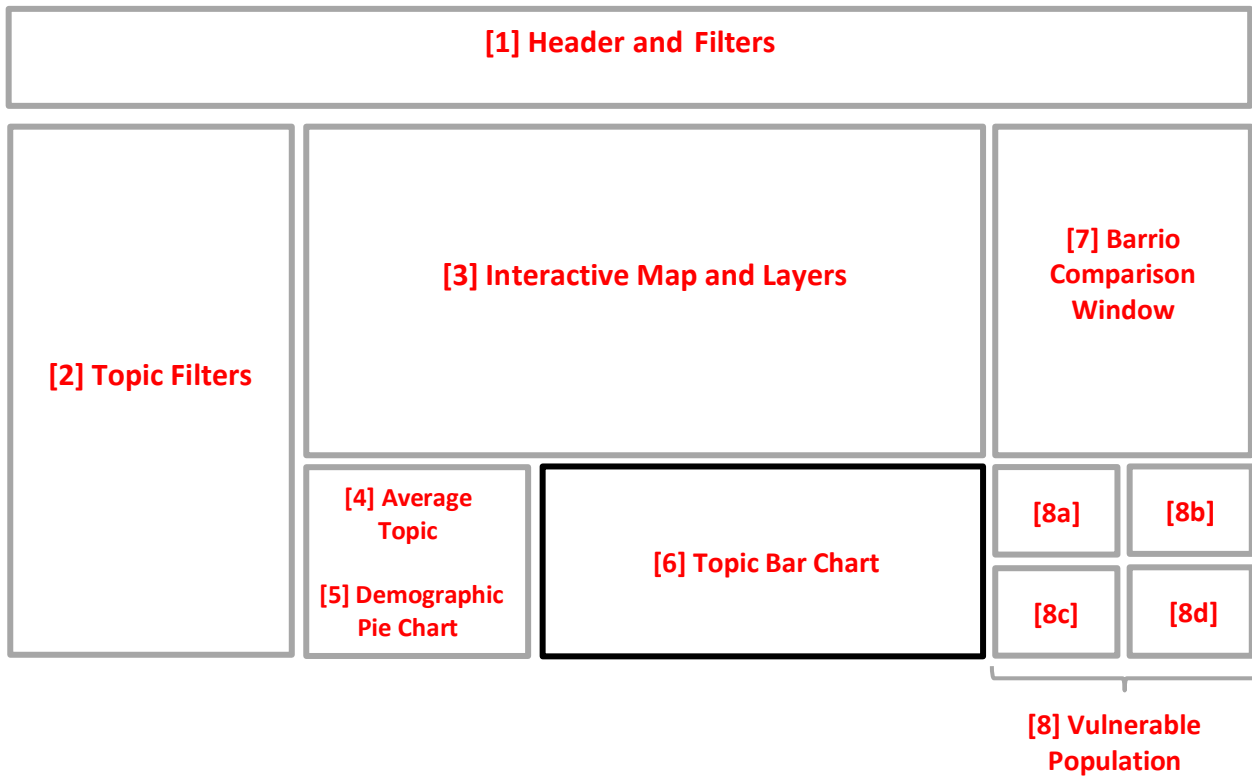 [1] Header and Filters
[2] Topic Filters
[3] Interactive Map and Layers
[7] Barrio
Comparison
Window
[4] Average
Topic
[5] Demographic
Pie Chart
[6] Topic Bar Chart
[8a]
[8b]
[8c]
[8d]
[8] Vulnerable
Population